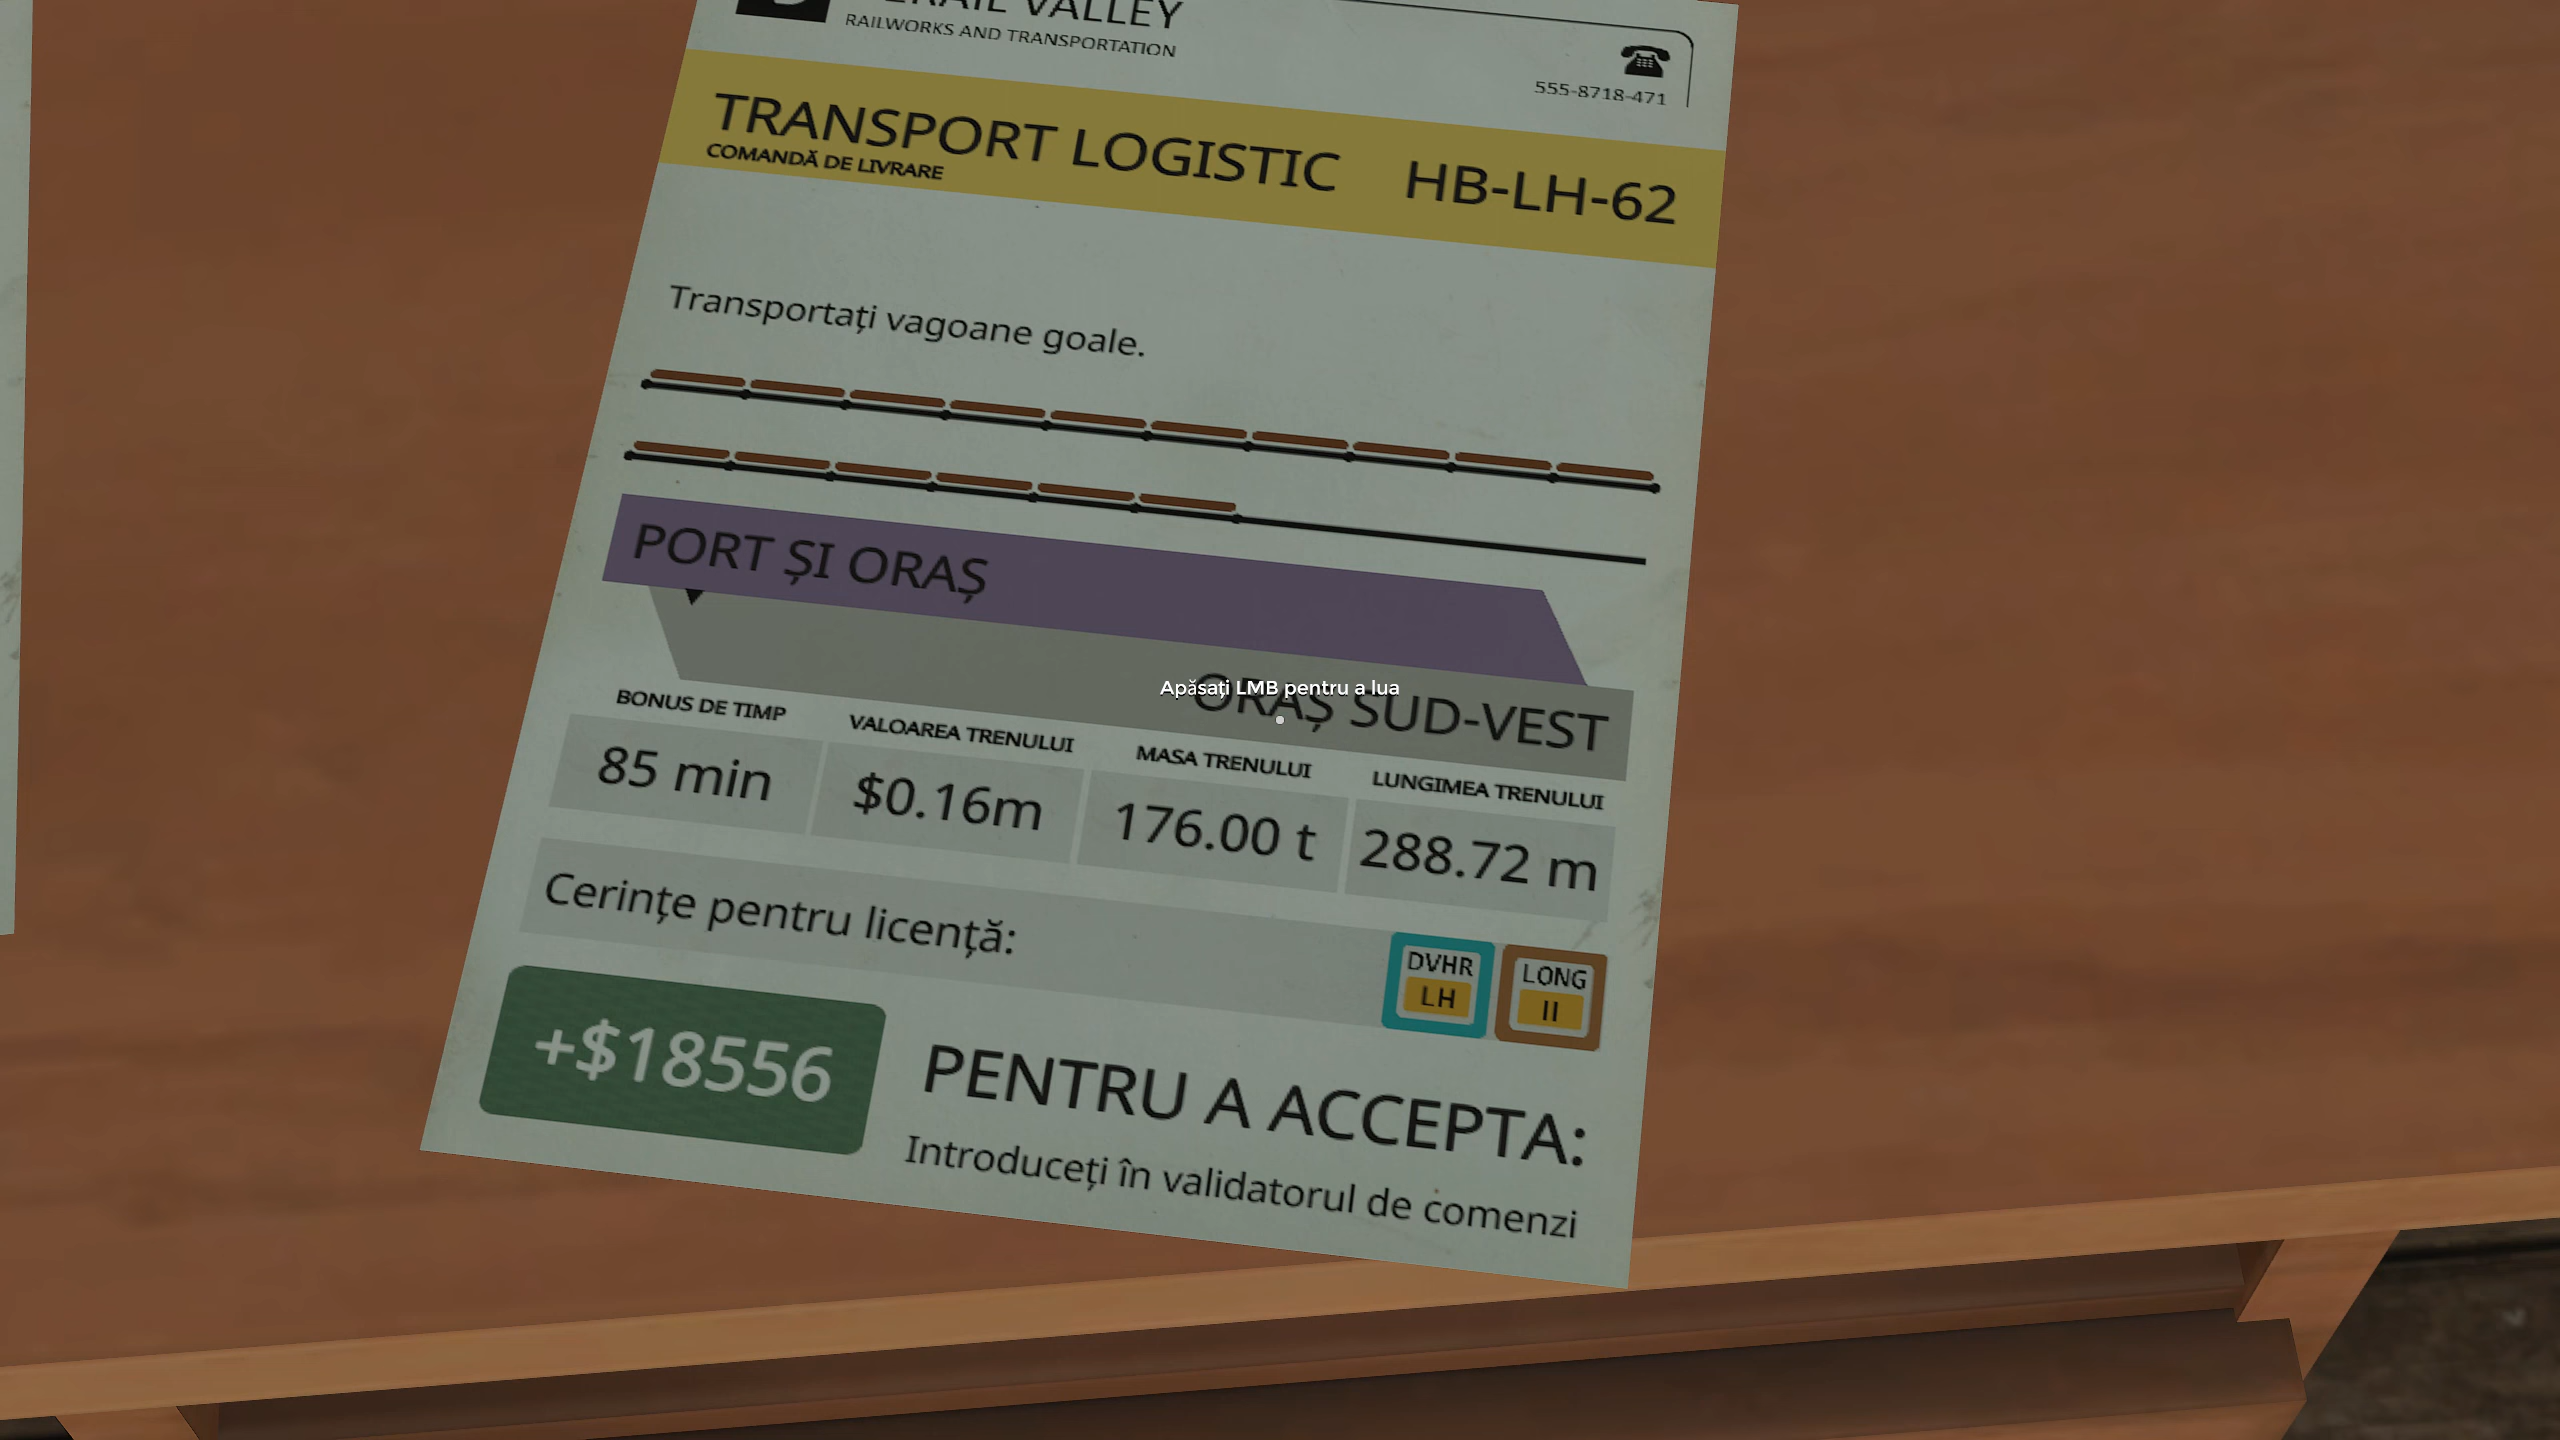 VALLEY
RAILWORKS AND TRANSPORTATION
555-8718-471
TRANSPORT LOGISTIC HB-LH-62
COMANDĂ DE LIVRARE
Transportați vagoane goale.
PORT ȘI ORAȘ
Apăsați LMB pentru a lua
ORAȘ SUD-VEST
BONUS DE TIMP VALOAREA TRENULUI MASA TRENULUI LUNGIMEA TRENULUI
85 min $0.16m 176.00 t 288.72 m
Cerințe pentru licență:
DVHR LONG
LH II
+$18556
PENTRU A ACCEPTA:
Introduceți în validatorul de comenzi